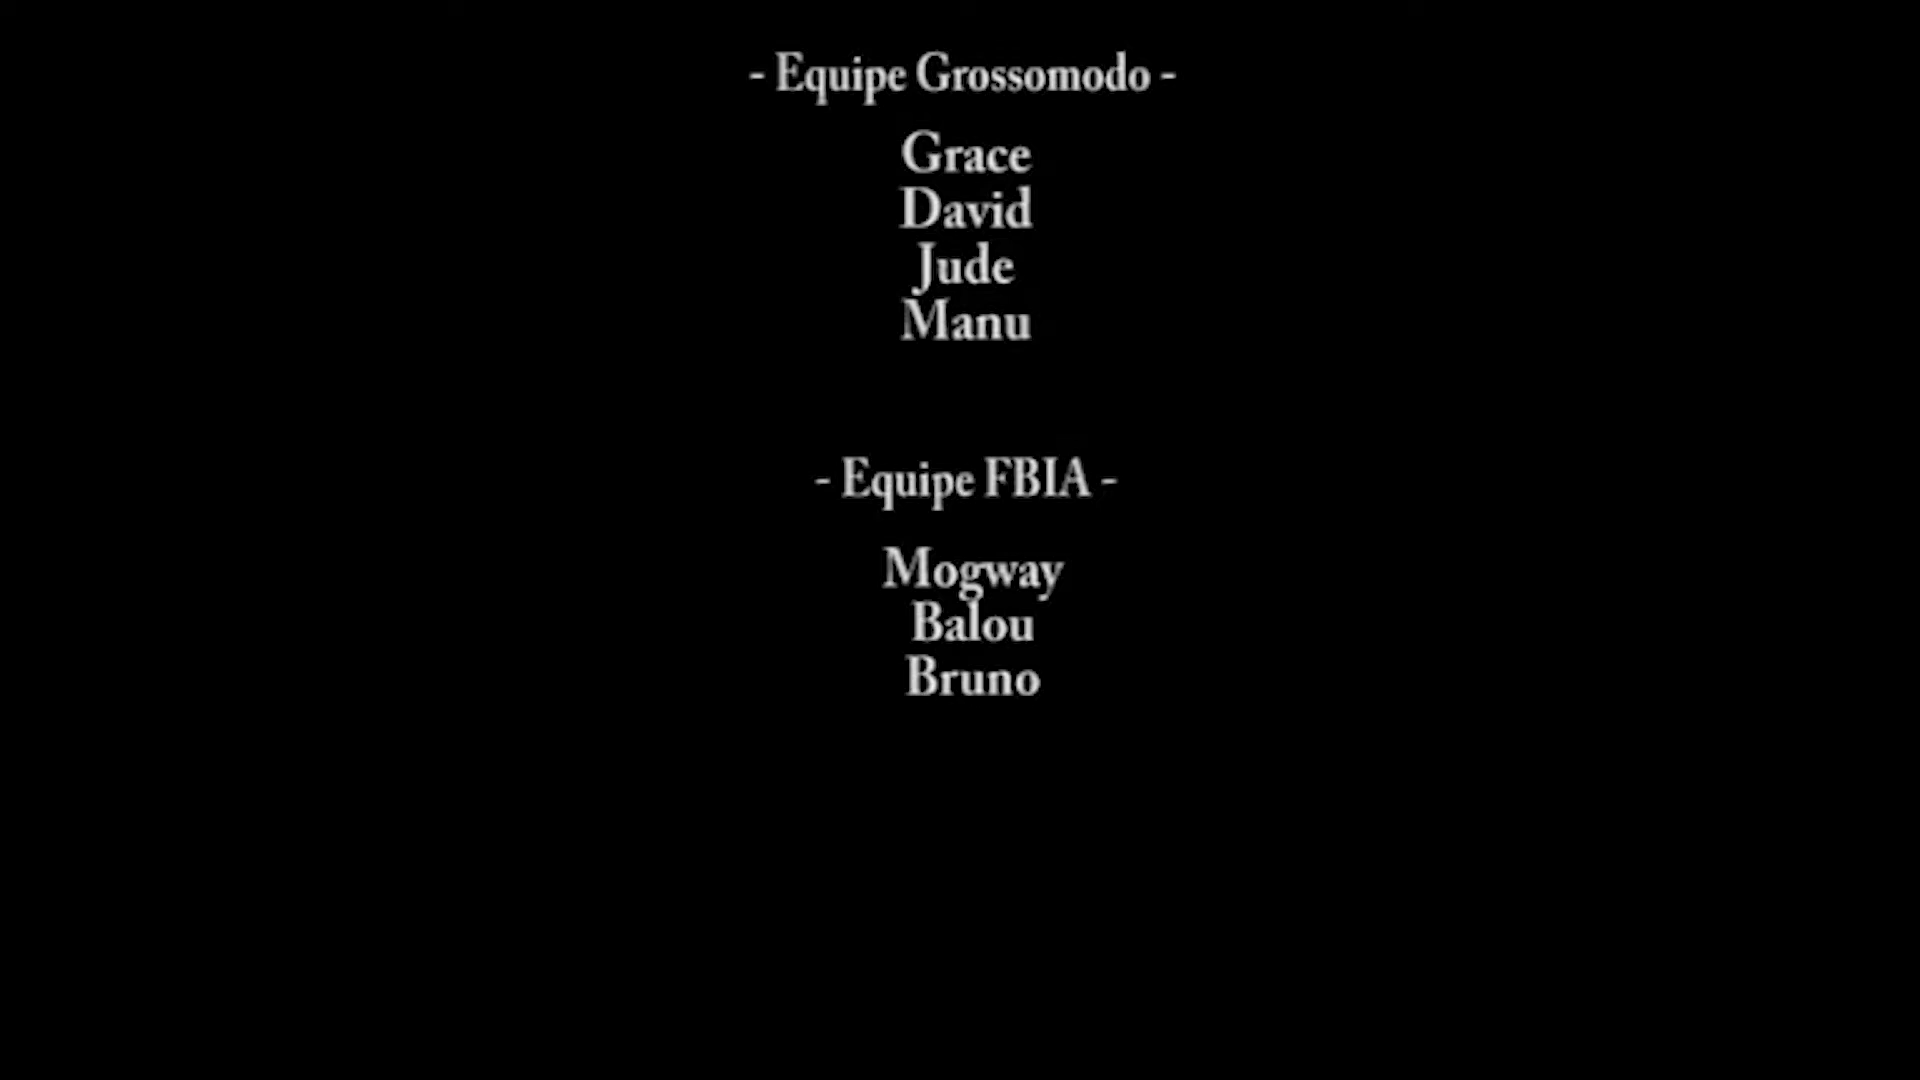 - Equipe Grossomodo -
Grace
David
Jude
Manu
- Equipe FBIA -
Mogway
Balou
Bruno